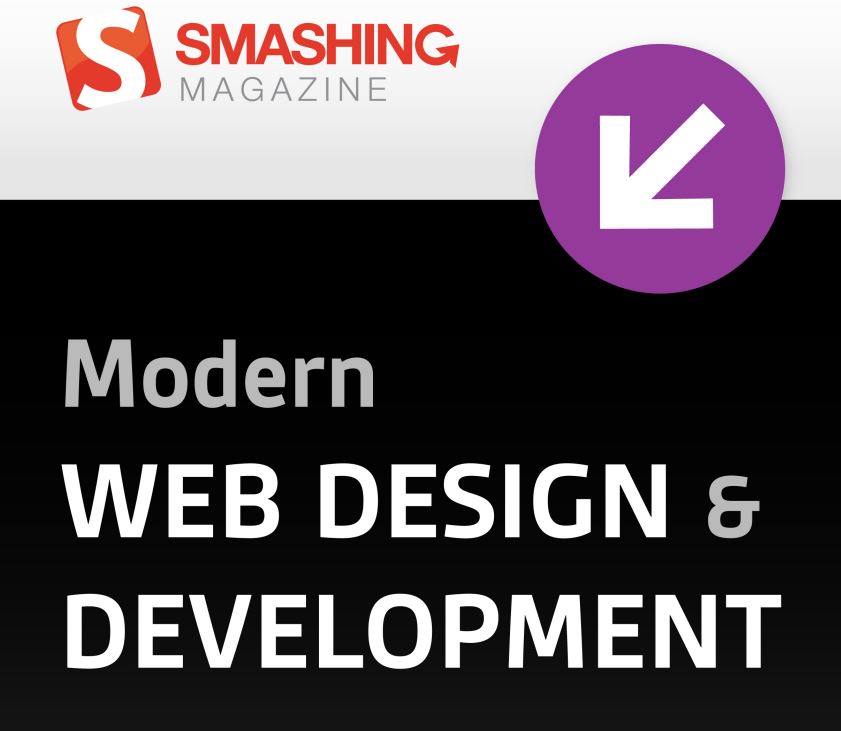 S
SMASHING
MAGAZINE
Modern
WEB DESIGN &
DEVELOPMENT